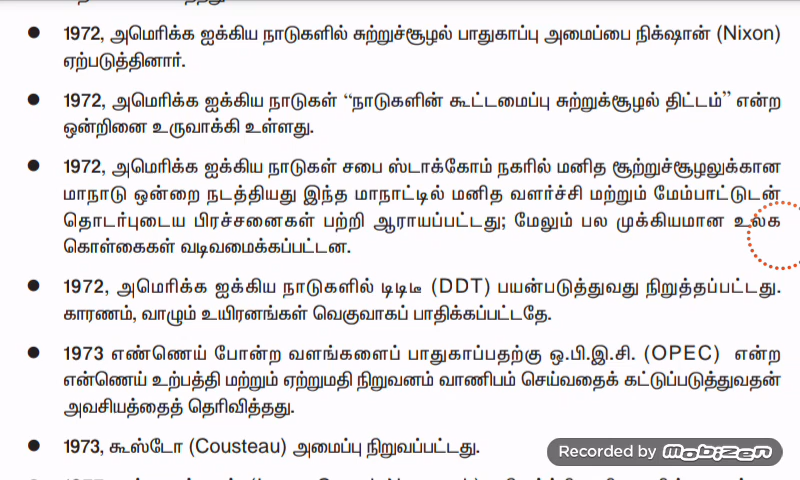 1972, அமெரிக்க ஐக்கிய நாடுகளில் சுற்றுச்சூழல் பாதுகாப்பு அமைப்பை நிக்ஷான் (Nixon)
ஏற்படுத்தினார்.
1972, அமெரிக்க ஐக்கிய நாடுகள் “நாடுகளின் கூட்டமைப்பு சுற்றுக்சூழல் திட்டம்” என்ற
ஒன்றினை உருவாக்கி உள்ளது.
1972, அமெரிக்க ஐக்கிய நாடுகள் சபை ஸ்டாக்கோம் நகரில் மனித சூற்றுச்சூழலுக்கான
மாநாடு ஒன்றை நடத்தியது இந்த மாநாட்டில் மனித வளர்ச்சி மற்றும் மேம்பாட்டுடன்
தொடர்புடைய பிரச்சனைகள் பற்றி ஆராயப்பட்டது; மேலும் பல முக்கியமான உலக
கொள்கைகள் வடிவமைக்கப்பட்டன.
1972, அமெரிக்க ஐக்கிய நாடுகளில் டிடிடீ (DDT) பயன்படுத்துவது நிறுத்தப்பட்டது.
காரணம், வாழும் உயிரனங்கள் வெகுவாகப் பாதிக்கப்பட்டதே.
1973 எண்ணெய் போன்ற வளங்களைப் பாதுகாப்பதற்கு ஒ.பி.இ.சி. (OPEC) என்ற
என்ணெய் உற்பத்தி மற்றும் ஏற்றுமதி நிறுவனம் வாணிபம் செய்வதைக் கட்டுப்படுத்துவதன்
அவசியத்தைத் தெரிவித்தது.
1973, கூஸ்டோ (Cousteau) அமைப்பு நிறுவப்பட்டது.
Recorded by mobizen